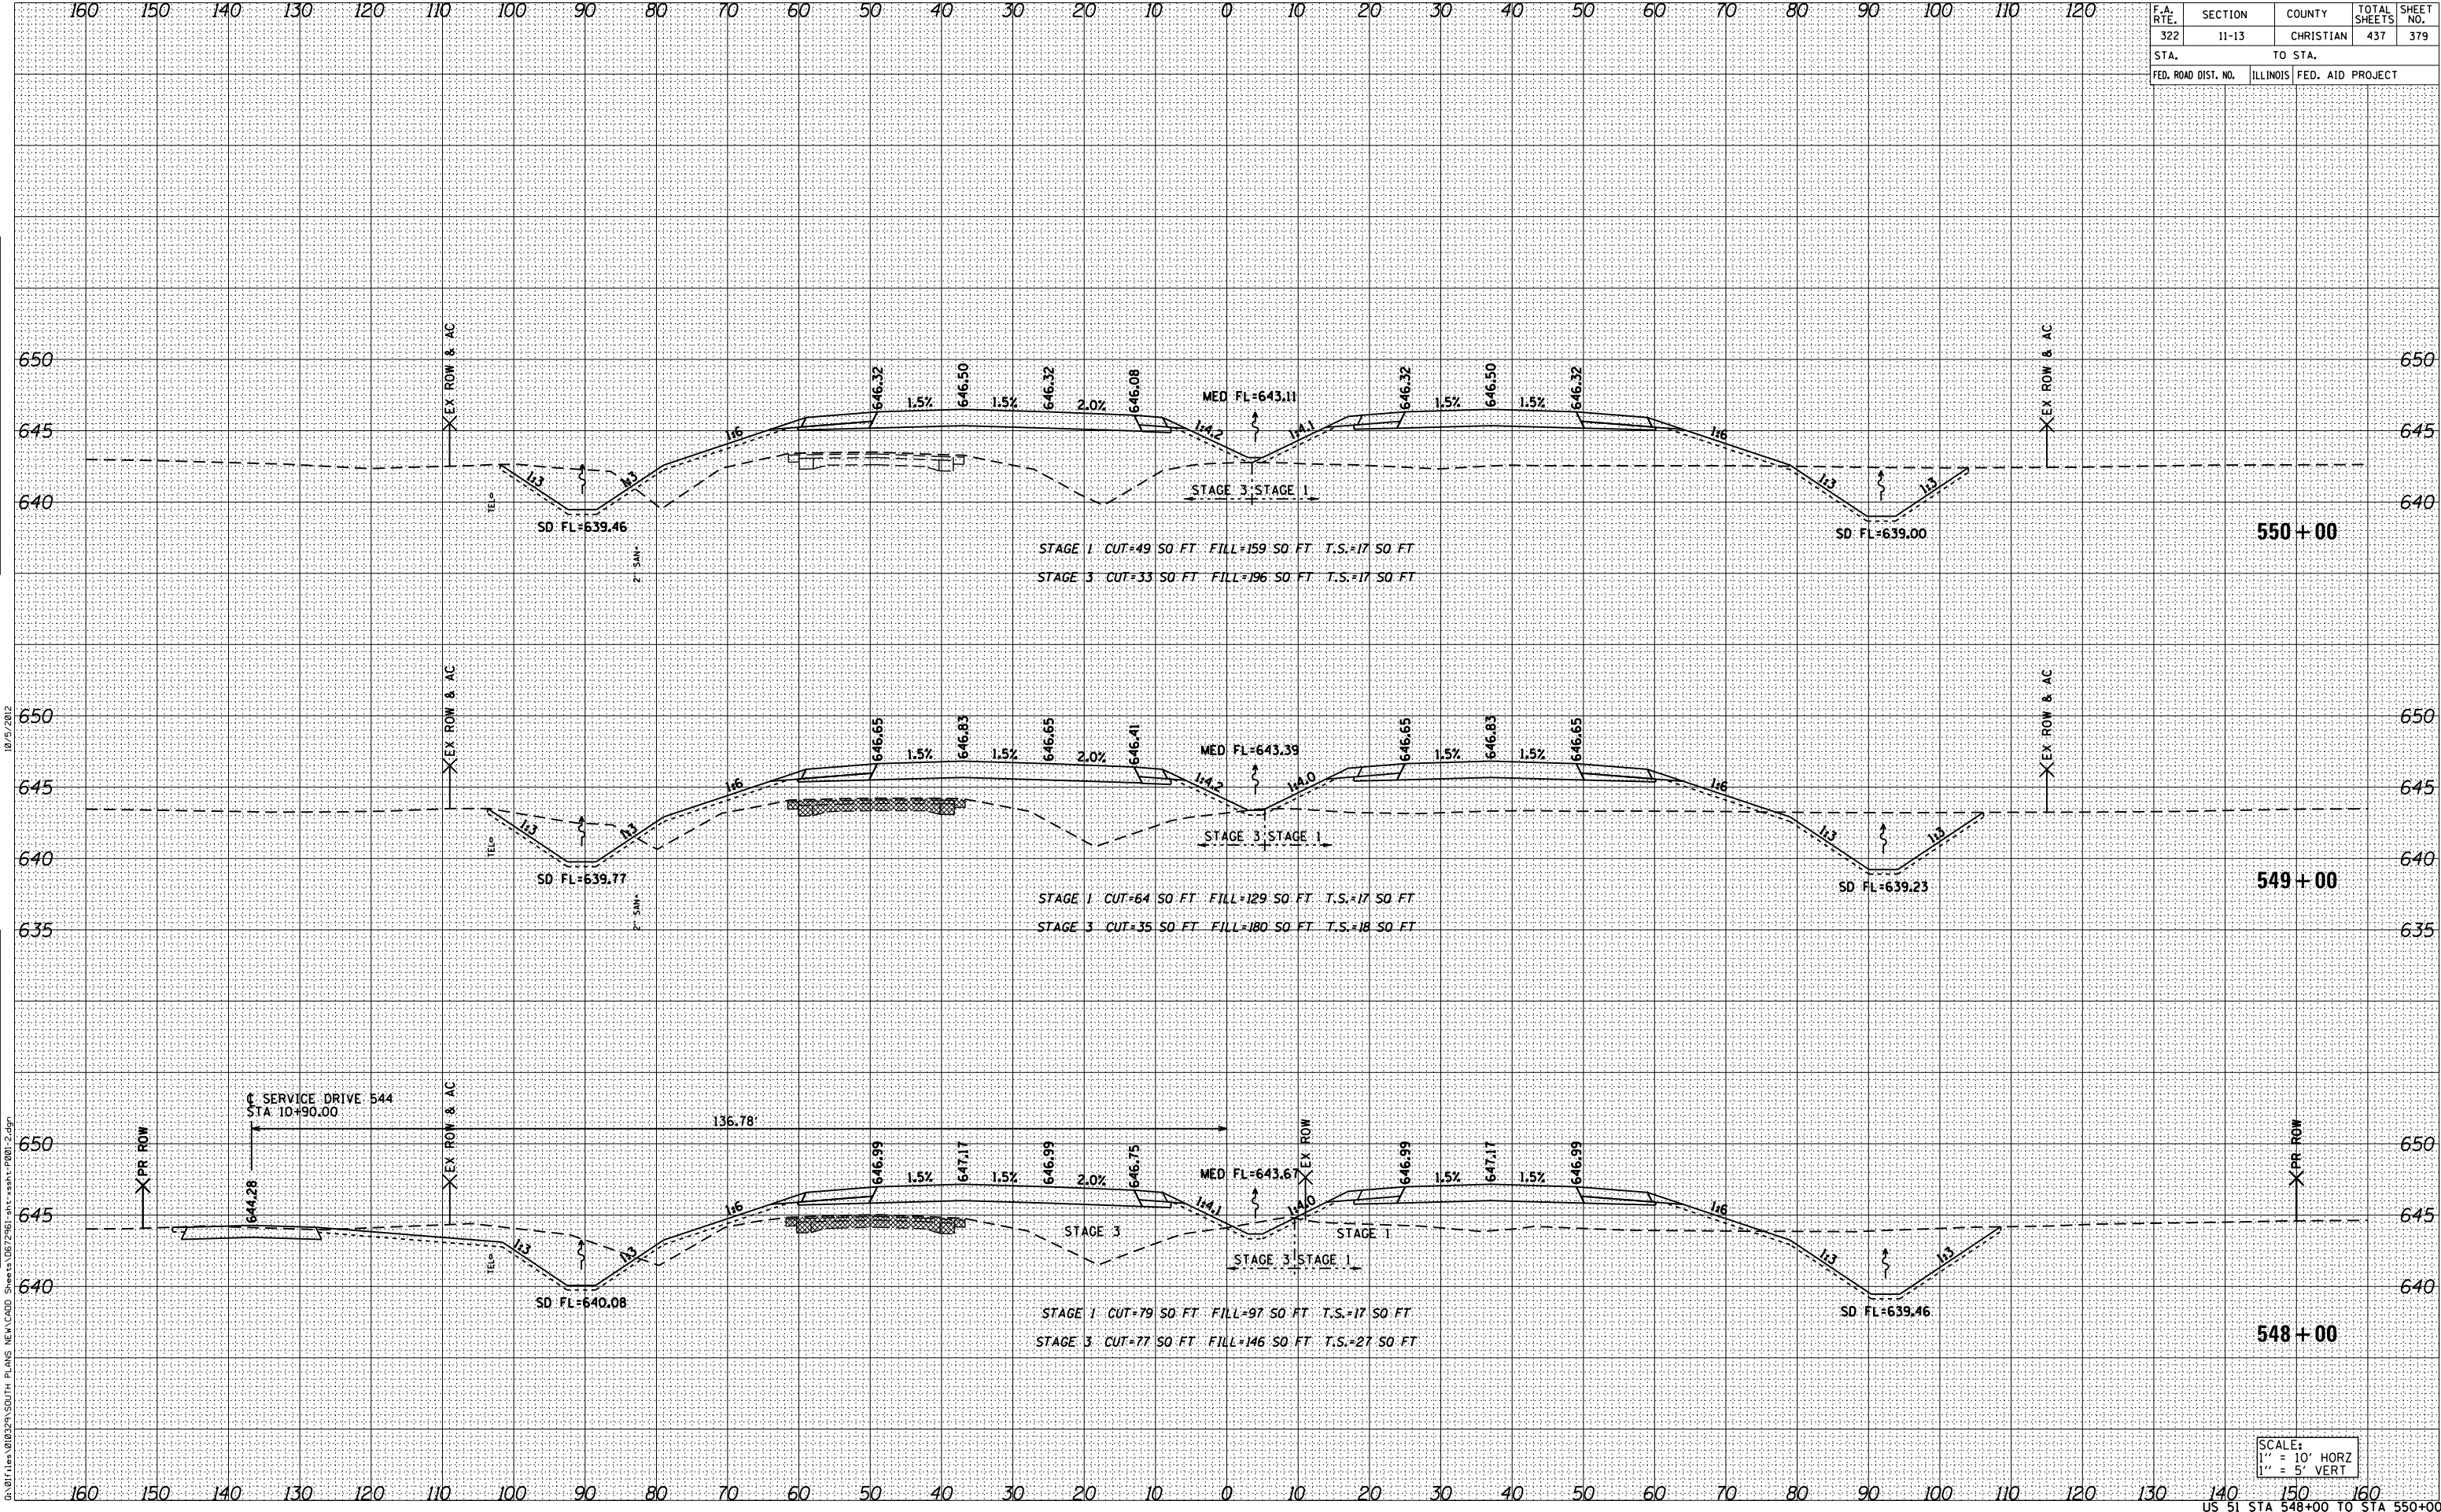 160 150 140 130 120 110 100 90 80 70 60 50 40 30 20 10 0 10 20 30 40 50 60 70 80 90 100 110 120
F.A. RTE. SECTION COUNTY TOTAL SHEETS SHEET NO.
322 11-13 CHRISTIAN 437 379
STA. TO STA.
FED. ROAD DIST. NO. ILLINOIS FED. AID PROJECT
EX ROW & AC
EX ROW & AC
650 650
646.32 1.5% 646.50 1.5% 646.32 2.0% 646.08 MED FL=643.11 646.32 1.5% 646.50 1.5% 646.32
645 645
1:6 1:4.2 1:4.1 1:6
1:3 1:3 1:3 1:3
TEL
STAGE 3 STAGE 1
640 640
SD FL=639.46
SD FL=639.00
550+00
2" SAN
STAGE 1 CUT=49 SQ FT FILL=159 SQ FT T.S.=17 SQ FT
STAGE 3 CUT=33 SQ FT FILL=196 SQ FT T.S.=17 SQ FT
EX ROW & AC
EX ROW & AC
650 650
646.65 1.5% 646.83 1.5% 646.65 2.0% 646.41 MED FL=643.39 646.65 1.5% 646.83 1.5% 646.65
645 645
1:6 1:4.2 1:4.0 1:6
1:3 1:3 1:3 1:3
TEL
STAGE 3 STAGE 1
640 640
SD FL=639.77
SD FL=639.23
549+00
2" SAN
STAGE 1 CUT=64 SQ FT FILL=129 SQ FT T.S.=17 SQ FT
STAGE 3 CUT=35 SQ FT FILL=180 SQ FT T.S.=18 SQ FT
635 635
℄ SERVICE DRIVE 544
STA 10+90.00
136.78'
PR ROW
EX ROW & AC
EX ROW
PR ROW
650 650
644.28 646.99 1.5% 647.17 1.5% 646.99 2.0% 646.75 MED FL=643.67 646.99 1.5% 647.17 1.5% 646.99
645 645
1:6 1:4.1 1:4.0 1:6
STAGE 3 STAGE 1
1:3 1:3 1:3 1:3
TEL
STAGE 3 STAGE 1
640 640
SD FL=640.08
SD FL=639.46
STAGE 1 CUT=79 SQ FT FILL=97 SQ FT T.S.=17 SQ FT
STAGE 3 CUT=77 SQ FT FILL=146 SQ FT T.S.=27 SQ FT
548+00
SCALE:
1'' = 10' HORZ
1'' = 5' VERT
160 150 140 130 120 110 100 90 80 70 60 50 40 30 20 10 0 10 20 30 40 50 60 70 80 90 100 110 120 130 140 150 160
US 51 STA 548+00 TO STA 550+00
10/5/2012